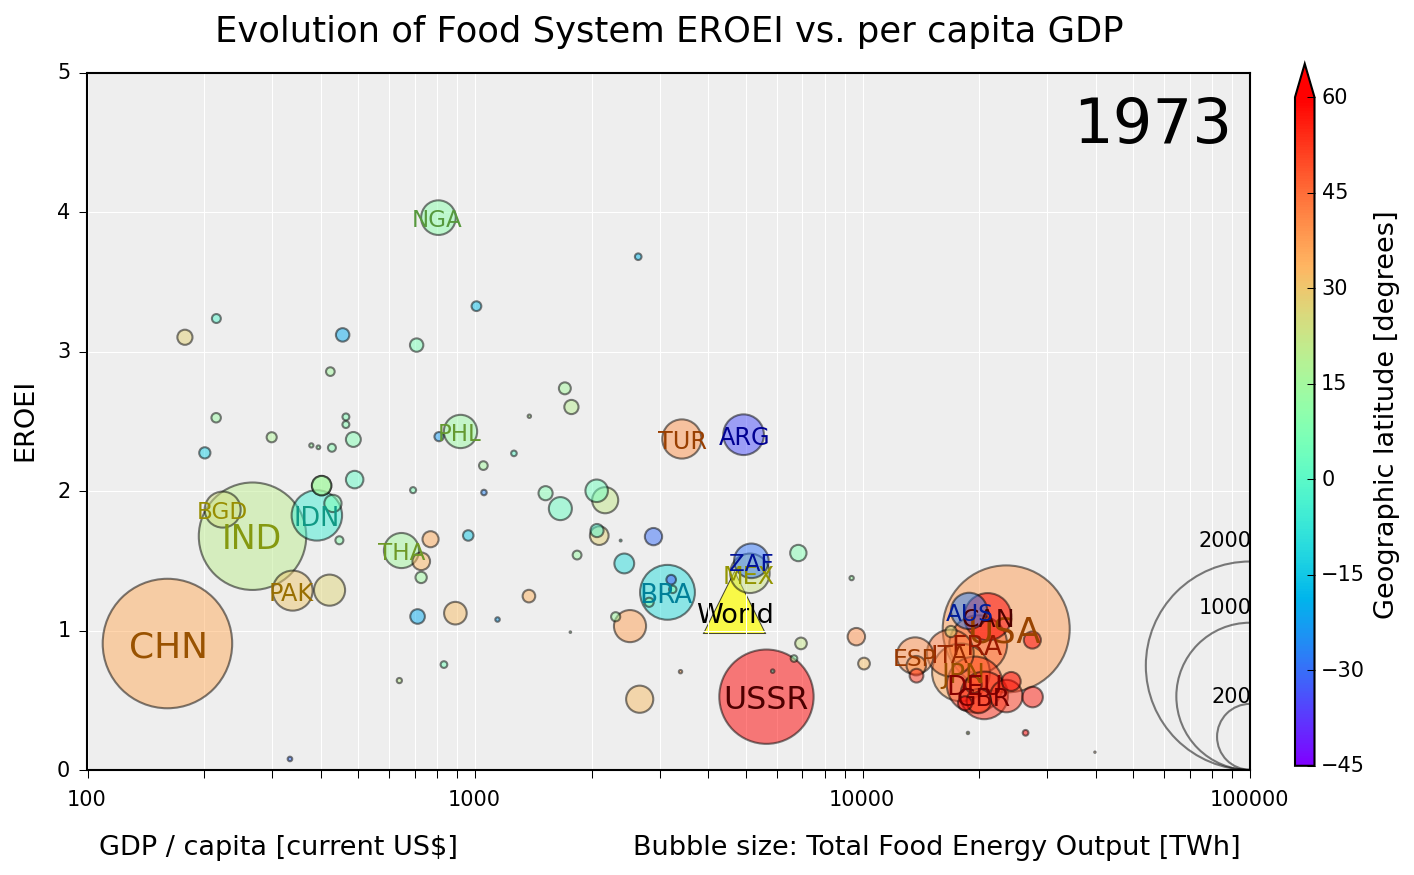 Evolution of Food System EROEI vs. per capita GDP
1973
EROEI
5
4
3
2
1
0
NGA
PHL
TUR
ARG
BGD
IND
IDN
THA
PAK
CHN
BRA
ZAF
MEX
World
USSR
AUS
CAN
USA
FRA
ITA
ESP
JPN
DEU
GBR
2000
1000
200
100
1000
10000
100000
GDP / capita [current US$]
Bubble size: Total Food Energy Output [TWh]
60
45
30
15
0
−15
−30
−45
Geographic latitude [degrees]